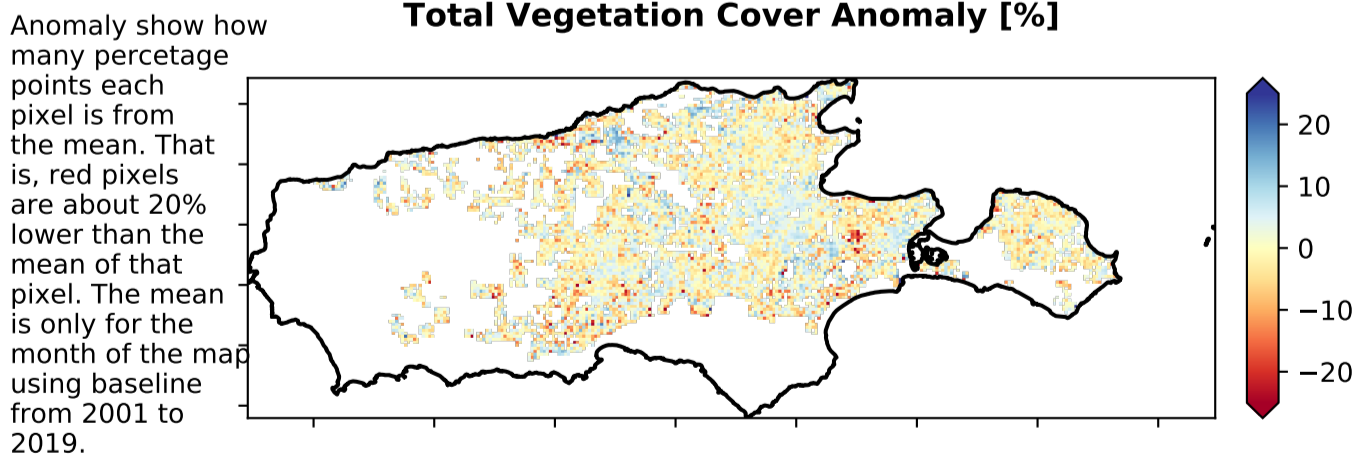 Total Vegetation Cover Anomaly [%]
Anomaly show how
many percetage
points each
pixel is from
the mean. That
is, red pixels
are about 20%
lower than the
mean of that
pixel. The mean
is only for the
month of the map
using baseline
from 2001 to
2019.
20
10
0
−10
−20